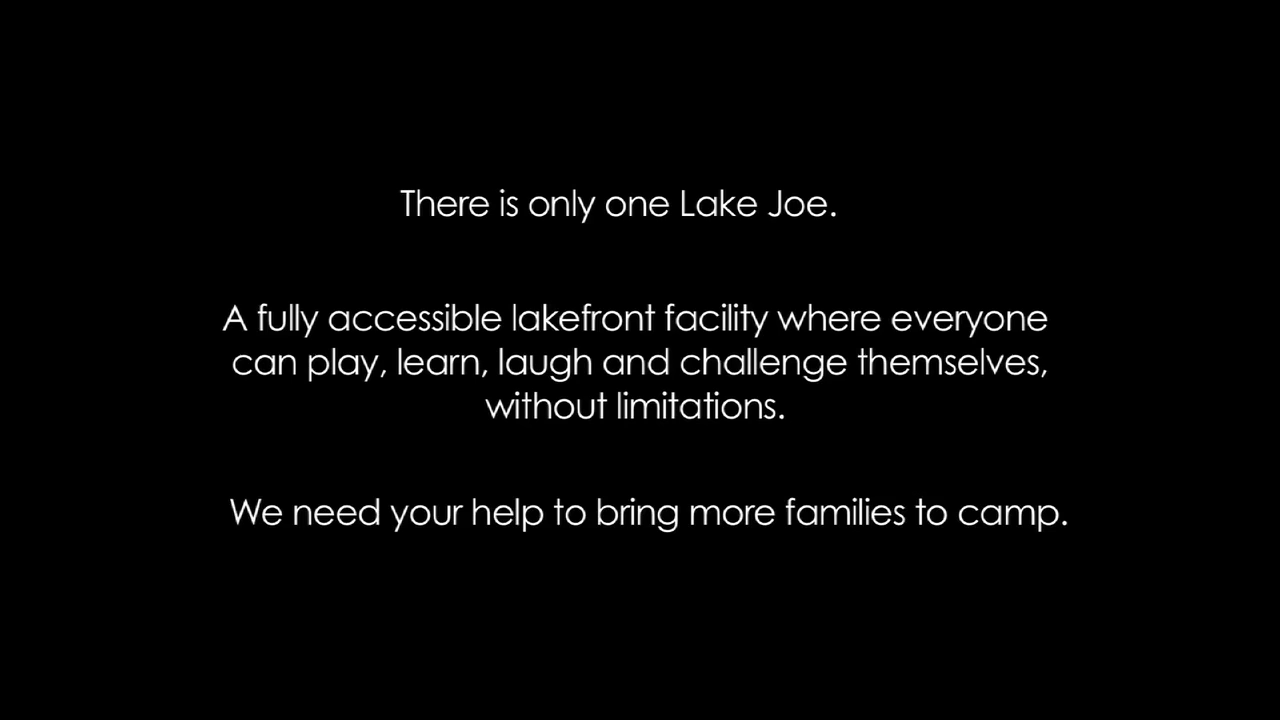 There is only one Lake Joe.
A fully accessible lakefront facility where everyone
can play, learn, laugh and challenge themselves,
without limitations.
We need your help to bring more families to camp.